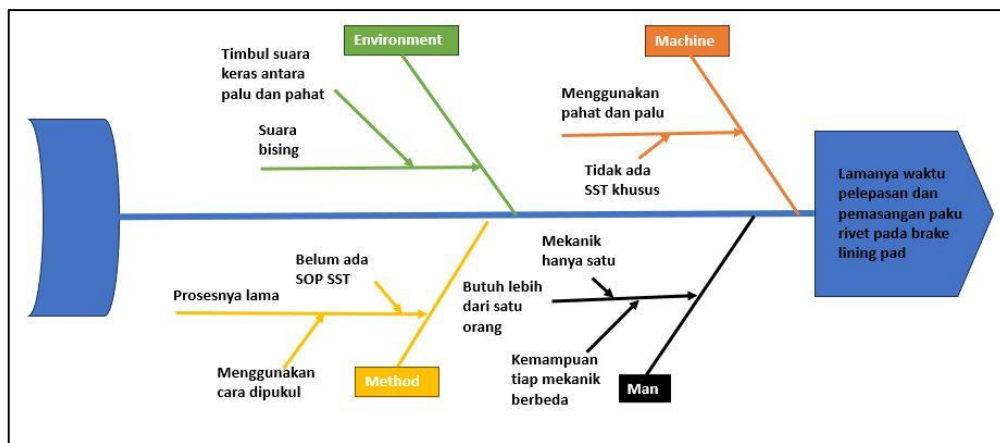 Environment
Timbul suara
keras antara
palu dan pahat
Suara
bising
Machine
Menggunakan
pahat dan palu
Tidak ada
SST khusus
Lamanya waktu
pelepasan dan
pemasangan paku
rivet pada brake
lining pad
Belum ada
SOP SST
Prosesnya lama
Menggunakan
cara dipukul
Method
Mekanik
hanya satu
Butuh lebih
dari satu
orang
Kemampuan
tiap mekanik
berbeda
Man